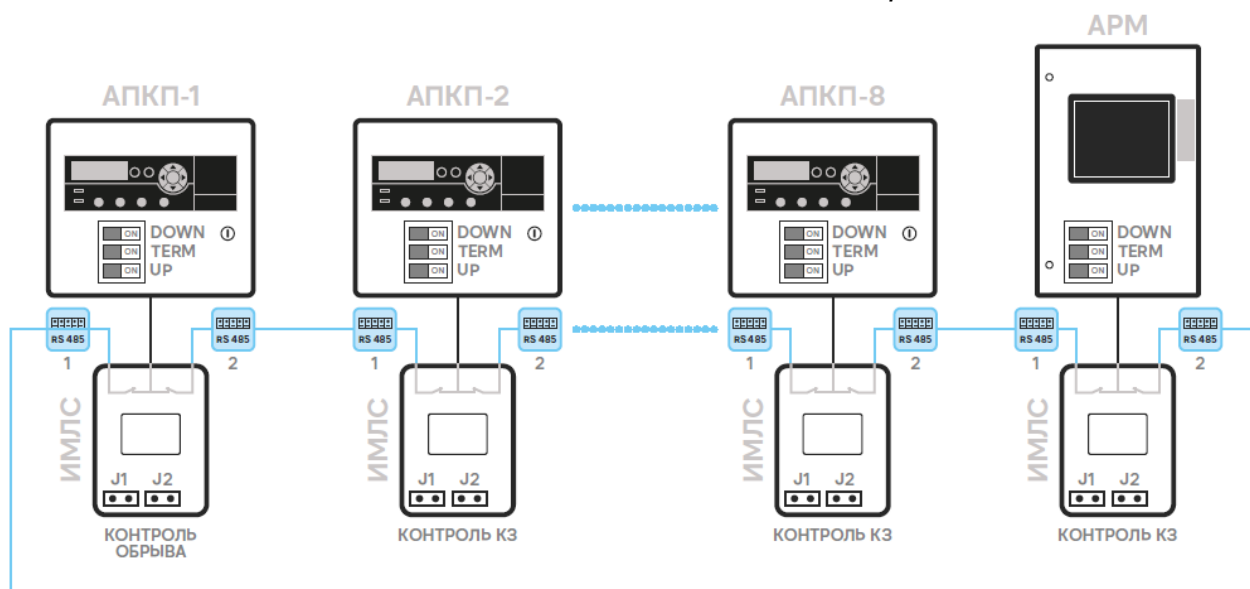 АРМ
АПКП-1
АПКП-2
АПКП-8
ON DOWN
ON TERM
ON UP
ON DOWN
ON TERM
ON UP
ON DOWN
ON TERM
ON UP
ON DOWN
ON TERM
ON UP
RS 485
1
RS 485
2
RS 485
1
RS 485
2
RS 485
1
RS 485
2
RS 485
1
RS 485
2
ИМЛС
J1 J2
ИМЛС
J1 J2
ИМЛС
J1 J2
ИМЛС
J1 J2
КОНТРОЛЬ
ОБРЫВА
КОНТРОЛЬ КЗ
КОНТРОЛЬ КЗ
КОНТРОЛЬ КЗ